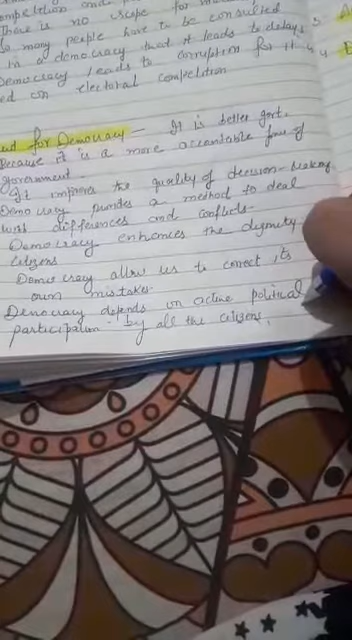 There is no scope for
so many people have to be consulted
in a democracy that it leads to delays
Democracy leads to corruption for it is
ed on electoral competition
for Democracy - It is better govt.
Because it is a more accountable form of
government.
It improves the quality of decision-making
Democracy provides a method to deal
with differences and conflicts.
Democracy enhances the dignity
citizens
Democracy allow us to correct its
own mistakes.
Democracy depends on active political
participation by all the citizens.